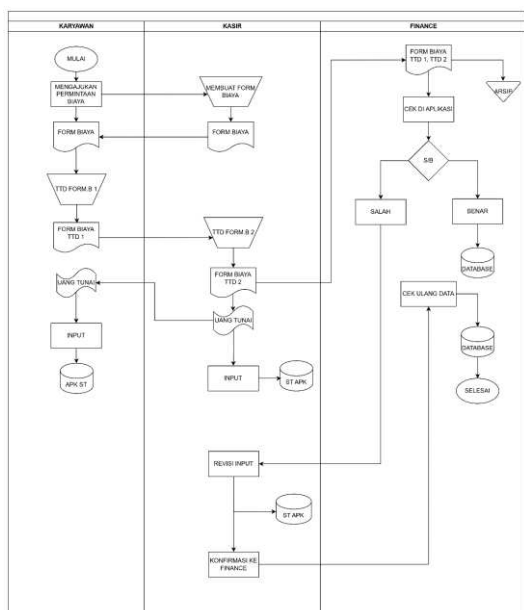 KARYAWAN
KASIR
FINANCE
MULAI
MENGAJUKAN
PERMINTAAN
BIAYA
MEMBUAT FORM
BIAYA
FORM BIAYA
FORM BIAYA
TTD FORM.B 1
FORM BIAYA
TTD 1
TTD FORM.B 2
FORM BIAYA
TTD 2
UANG TUNAI
UANG TUNAI
INPUT
APK ST
INPUT
ST APK
REVISI INPUT
ST APK
KONFIRMASI KE
FINANCE
FORM BIAYA
TTD 1, TTD 2
ARSIP
CEK DI APLIKASI
S/B
SALAH
BENAR
DATABASE
CEK ULANG DATA
DATABASE
SELESAI